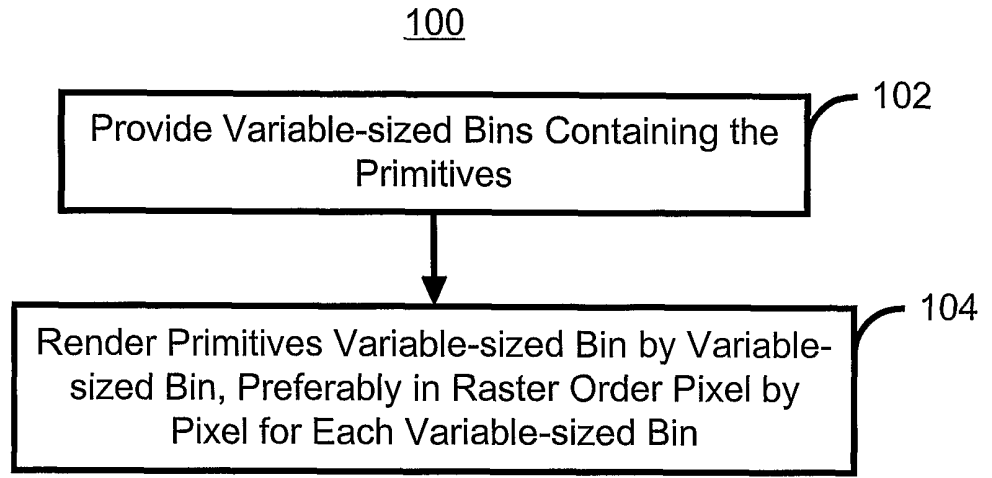 100
102
Provide Variable-sized Bins Containing the
Primitives
104
Render Primitives Variable-sized Bin by Variable-
sized Bin, Preferably in Raster Order Pixel by
Pixel for Each Variable-sized Bin